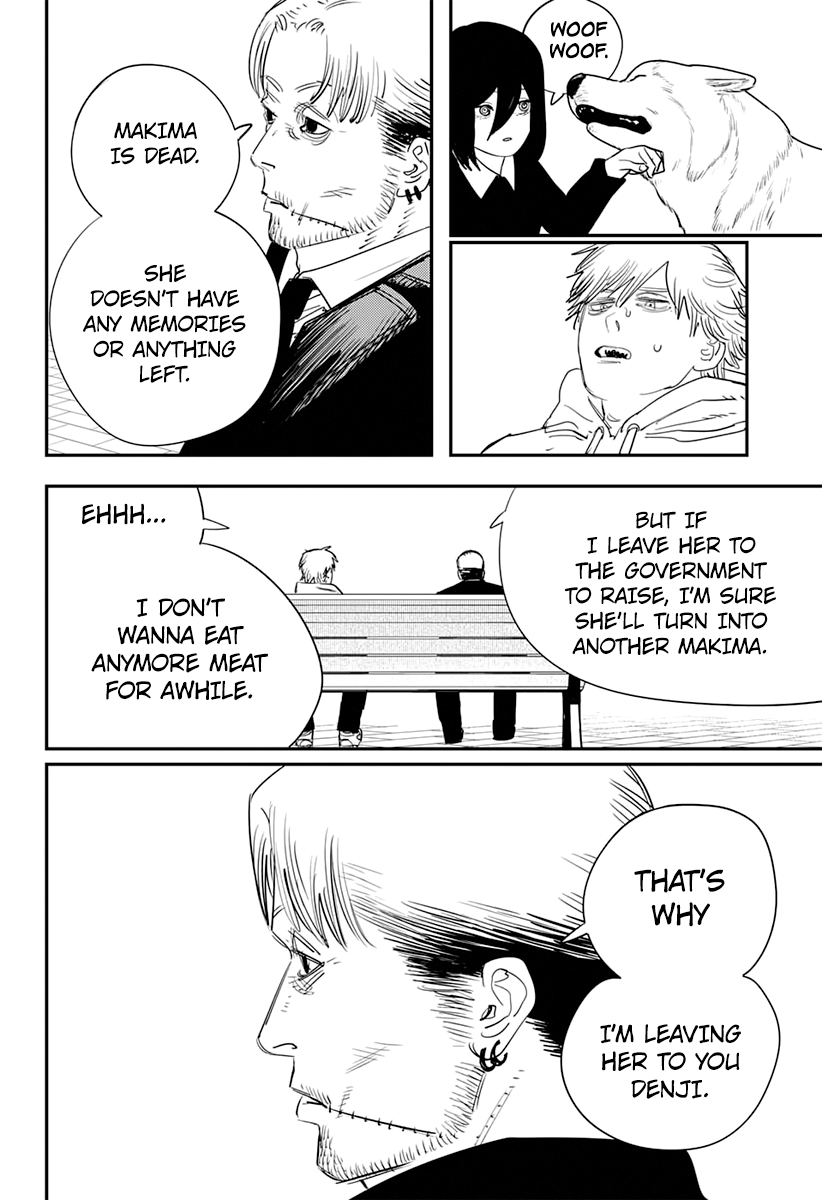 WOOF
WOOF.
MAKIMA
IS DEAD.
SHE
DOESN'T HAVE
ANY MEMORIES
OR ANYTHING
LEFT.
BUT IF
I LEAVE HER TO
THE GOVERNMENT
TO RAISE, I'M SURE
SHE'LL TURN INTO
ANOTHER MAKIMA.
EHHH...
I DON'T
WANNA EAT
ANYMORE MEAT
FOR AWHILE.
THAT'S
WHY
I'M LEAVING
HER TO YOU
DENJI.